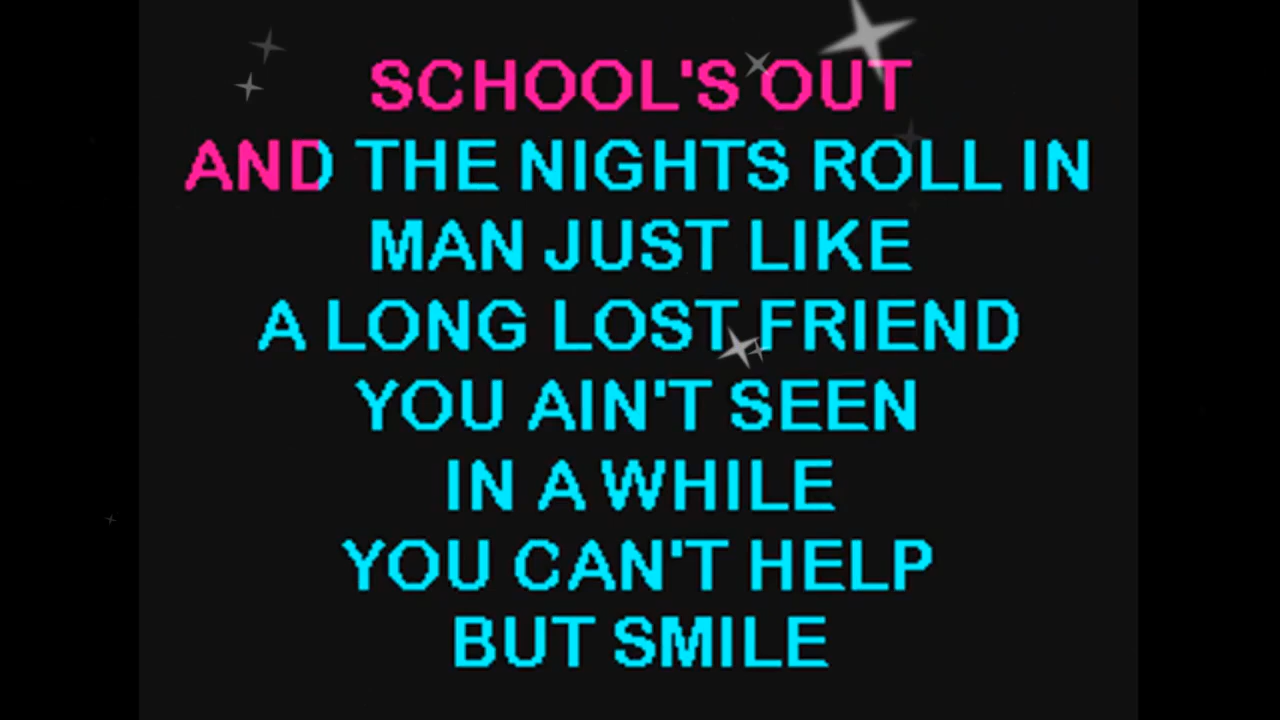 SCHOOL'S OUT
AND THE NIGHTS ROLL IN
MAN JUST LIKE
A LONG LOST FRIEND
YOU AIN'T SEEN
IN A WHILE
YOU CAN'T HELP
BUT SMILE